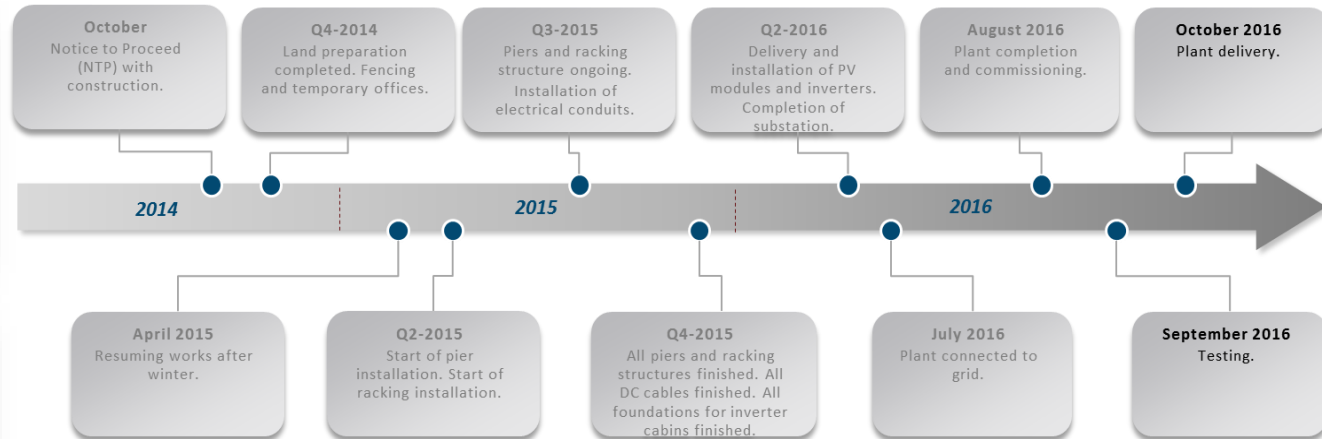 October
Notice to Proceed
(NTP) with
construction.
Q4-2014
Land preparation
completed. Fencing
and temporary offices.
Q3-2015
Piers and racking
structure ongoing.
Installation of
electrical conduits.
Q2-2016
Delivery and
installation of PV
modules and inverters.
Completion of
substation.
August 2016
Plant completion
and commissioning.
October 2016
Plant delivery.
2014
2015
2016
April 2015
Resuming works after
winter.
Q2-2015
Start of pier
installation. Start of
racking installation.
Q4-2015
All piers and racking
structures finished. All
DC cables finished. All
foundations for inverter
cabins finished.
July 2016
Plant connected to
grid.
September 2016
Testing.